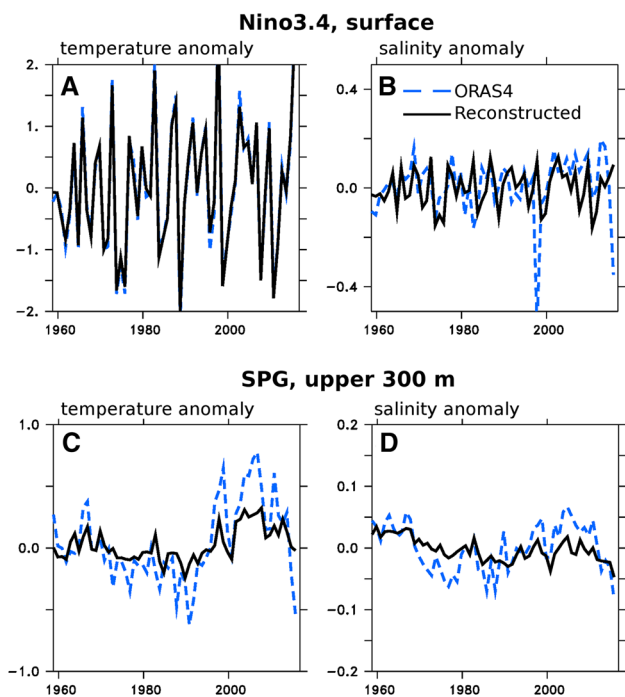 Nino3.4, surface
temperature anomaly
salinity anomaly
A
B
ORAS4
Reconstructed
2.
1.
0.
-1.
-2.
0.4
0.0
-0.4
1960
1980
2000
1960
1980
2000
SPG, upper 300 m
temperature anomaly
salinity anomaly
C
D
1.0
0.0
-1.0
0.2
0.1
0.0
-0.1
-0.2
1960
1980
2000
1960
1980
2000